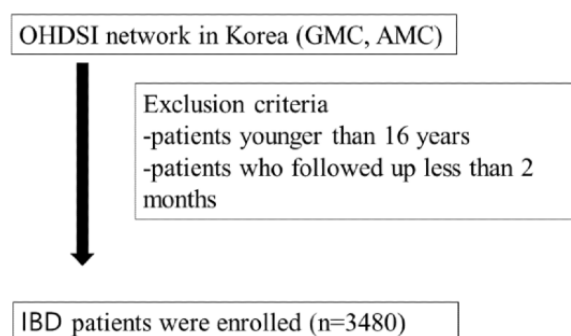 OHDSI network in Korea (GMC, AMC)
Exclusion criteria
-patients younger than 16 years
-patients who followed up less than 2
months
IBD patients were enrolled (n=3480)